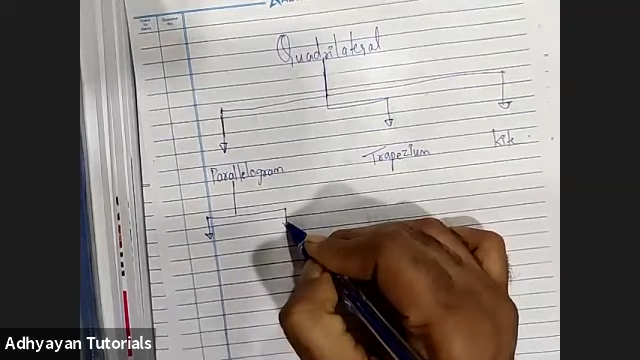 Quadrilateral
Parallelogram
Trapezium
kite
Adhyayan Tutorials